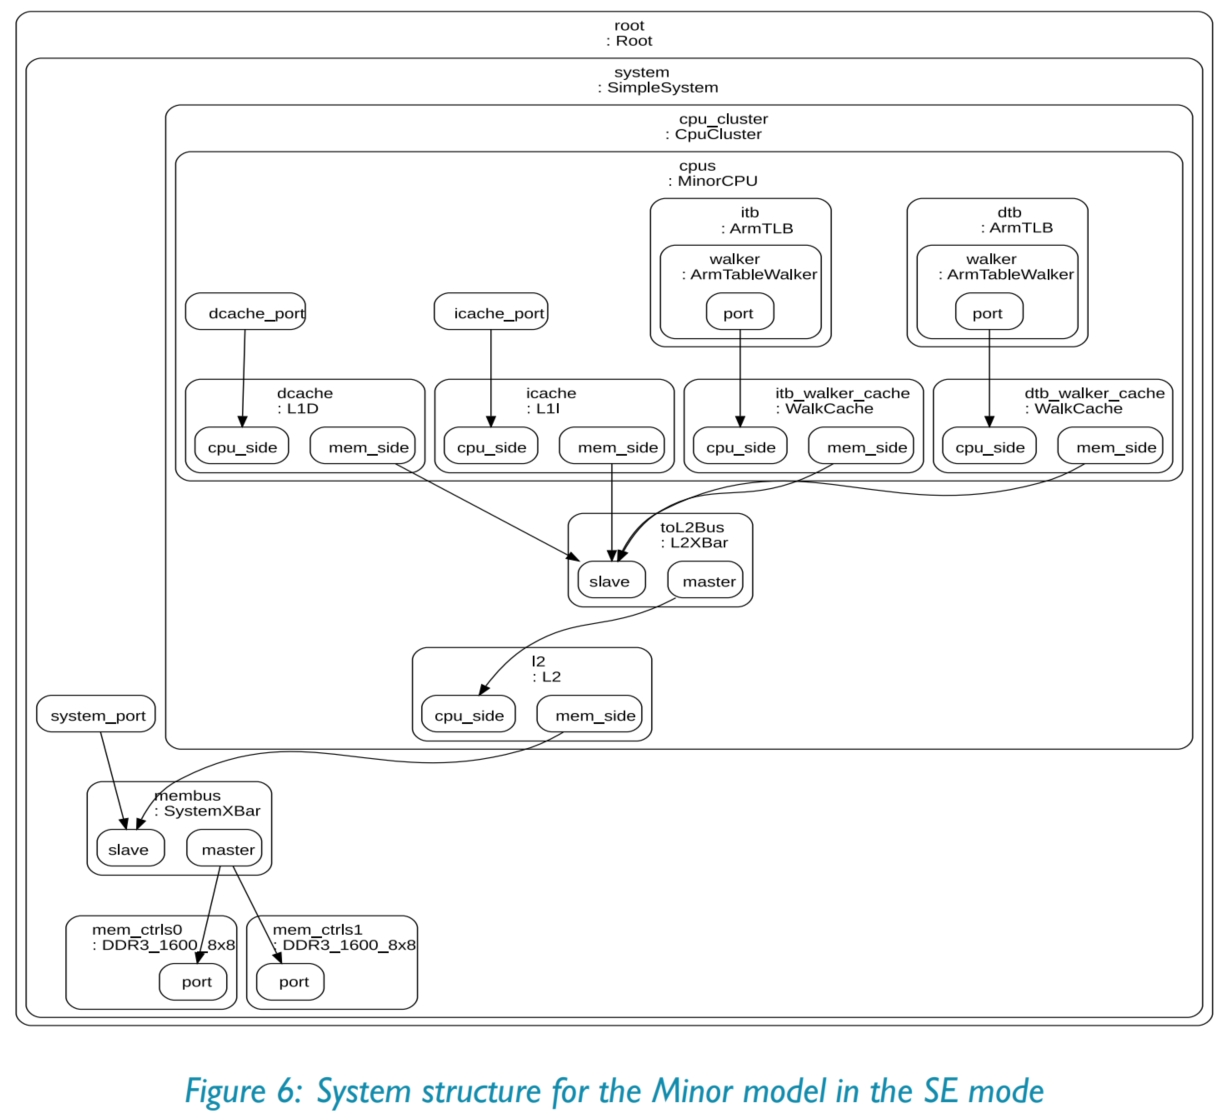 root
: Root
system
: SimpleSystem
cpu_cluster
: CpuCluster
cpus
: MinorCPU
itb
: ArmTLB
dtb
: ArmTLB
walker
: ArmTableWalker
walker
: ArmTableWalker
dcache_port
icache_port
port
port
dcache
: L1D
icache
: L1I
itb_walker_cache
: WalkCache
dtb_walker_cache
: WalkCache
cpu_side
mem_side
cpu_side
mem_side
cpu_side
mem_side
cpu_side
mem_side
toL2Bus
: L2XBar
slave
master
l2
: L2
cpu_side
mem_side
system_port
membus
: SystemXBar
slave
master
mem_ctrls0
: DDR3_1600_8x8
mem_ctrls1
: DDR3_1600_8x8
port
port
Figure 6: System structure for the Minor model in the SE mode